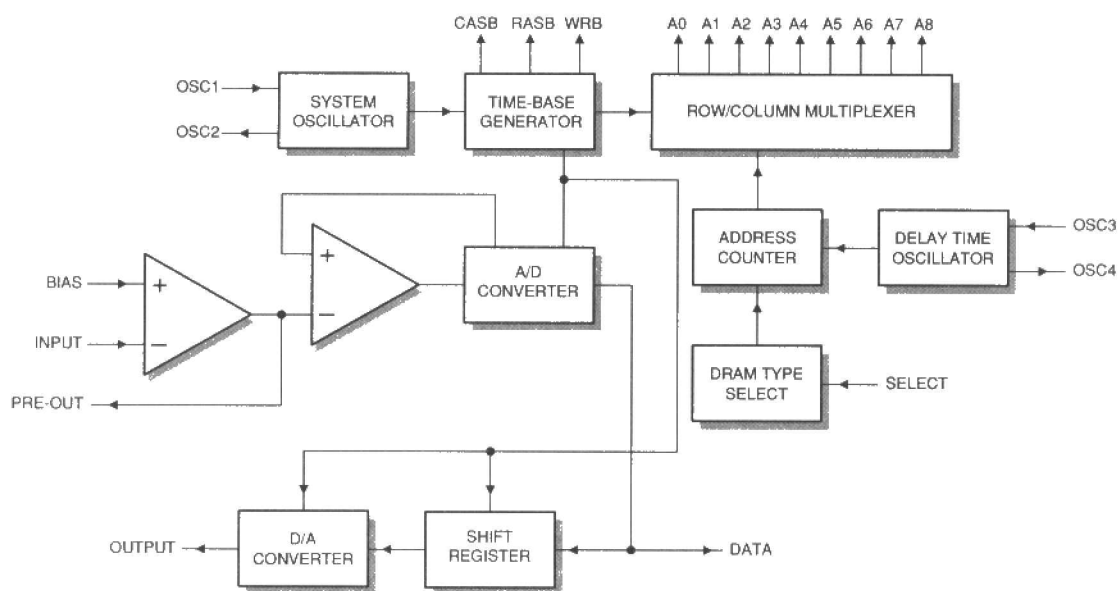 CASB RASB WRB A0 A1 A2 A3 A4 A5 A6 A7 A8
OSC1
OSC2
SYSTEM
OSCILLATOR
TIME-BASE
GENERATOR
ROW/COLUMN MULTIPLEXER
ADDRESS
COUNTER
DELAY TIME
OSCILLATOR
OSC3
OSC4
BIAS
+
−
INPUT
PRE-OUT
+
−
A/D
CONVERTER
DRAM TYPE
SELECT
SELECT
OUTPUT
D/A
CONVERTER
SHIFT
REGISTER
DATA